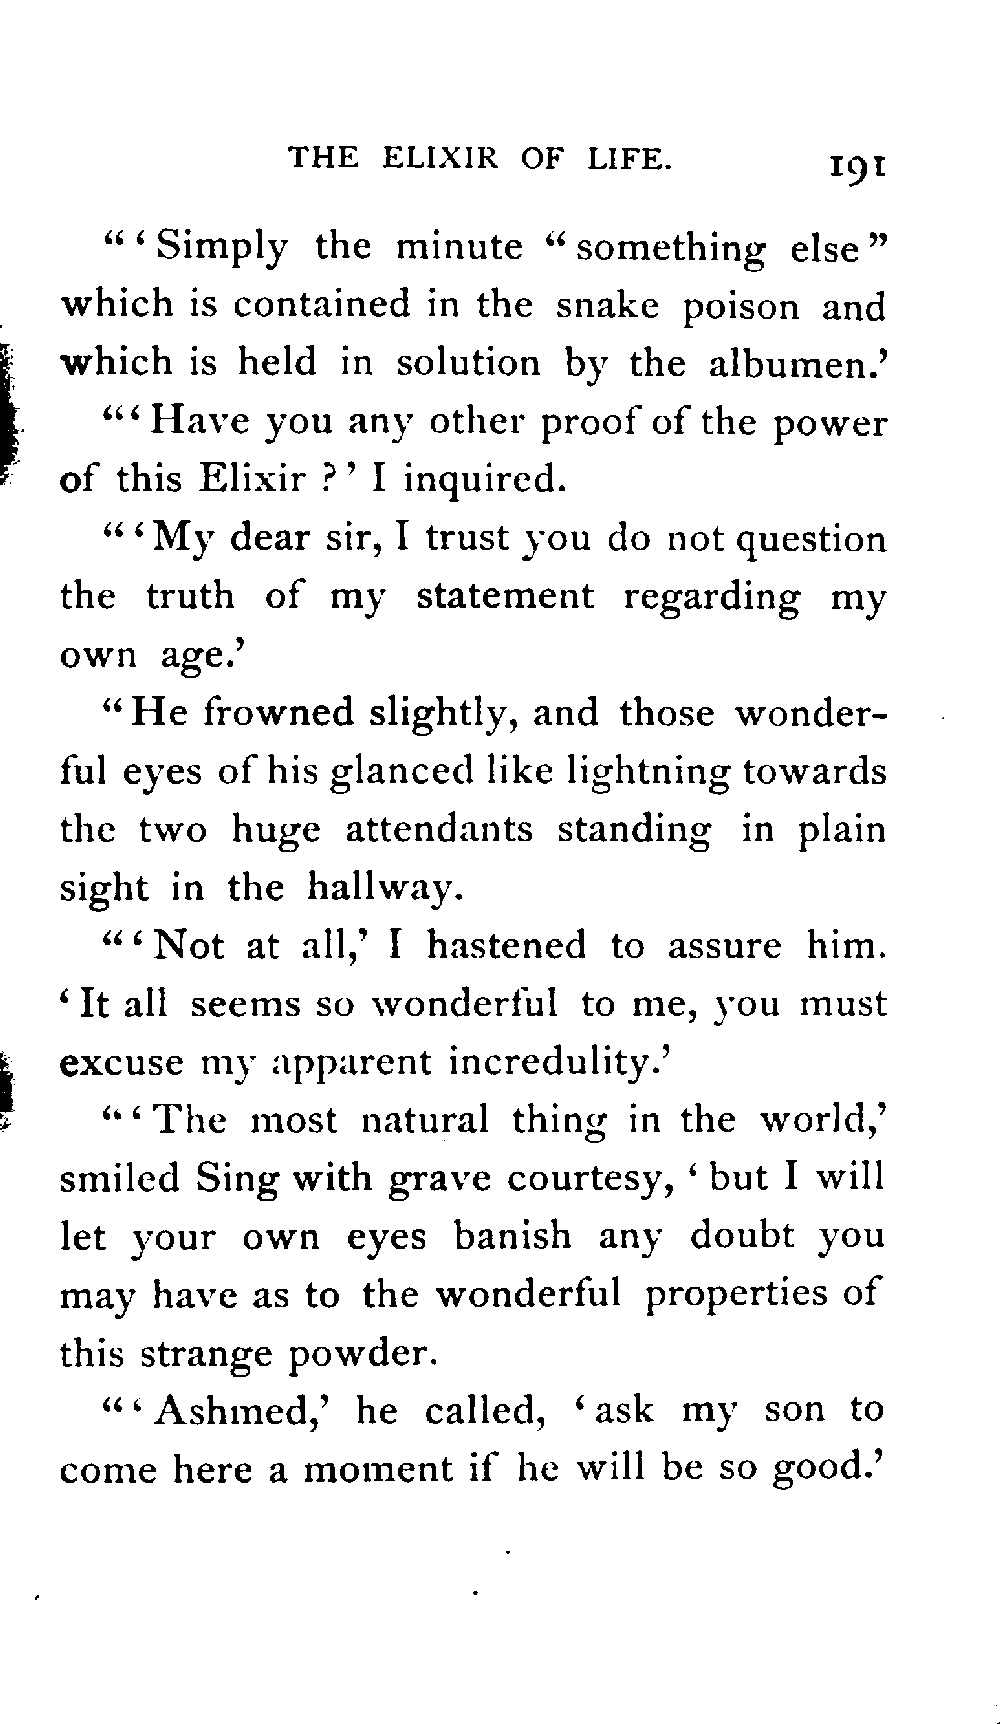 THE ELIXIR OF LIFE. 191
“ ‘ Simply the minute “ something else ”
which is contained in the snake poison and
which is held in solution by the albumen.’
“ ‘ Have you any other proof of the power
of this Elixir ? ’ I inquired.
“ ‘ My dear sir, I trust you do not question
the truth of my statement regarding my
own age.’
“ He frowned slightly, and those wonder-
ful eyes of his glanced like lightning towards
the two huge attendants standing in plain
sight in the hallway.
“ ‘ Not at all,’ I hastened to assure him.
‘ It all seems so wonderful to me, you must
excuse my apparent incredulity.’
“ ‘ The most natural thing in the world,’
smiled Sing with grave courtesy, ‘ but I will
let your own eyes banish any doubt you
may have as to the wonderful properties of
this strange powder.
“ ‘ Ashmed,’ he called, ‘ ask my son to
come here a moment if he will be so good.’